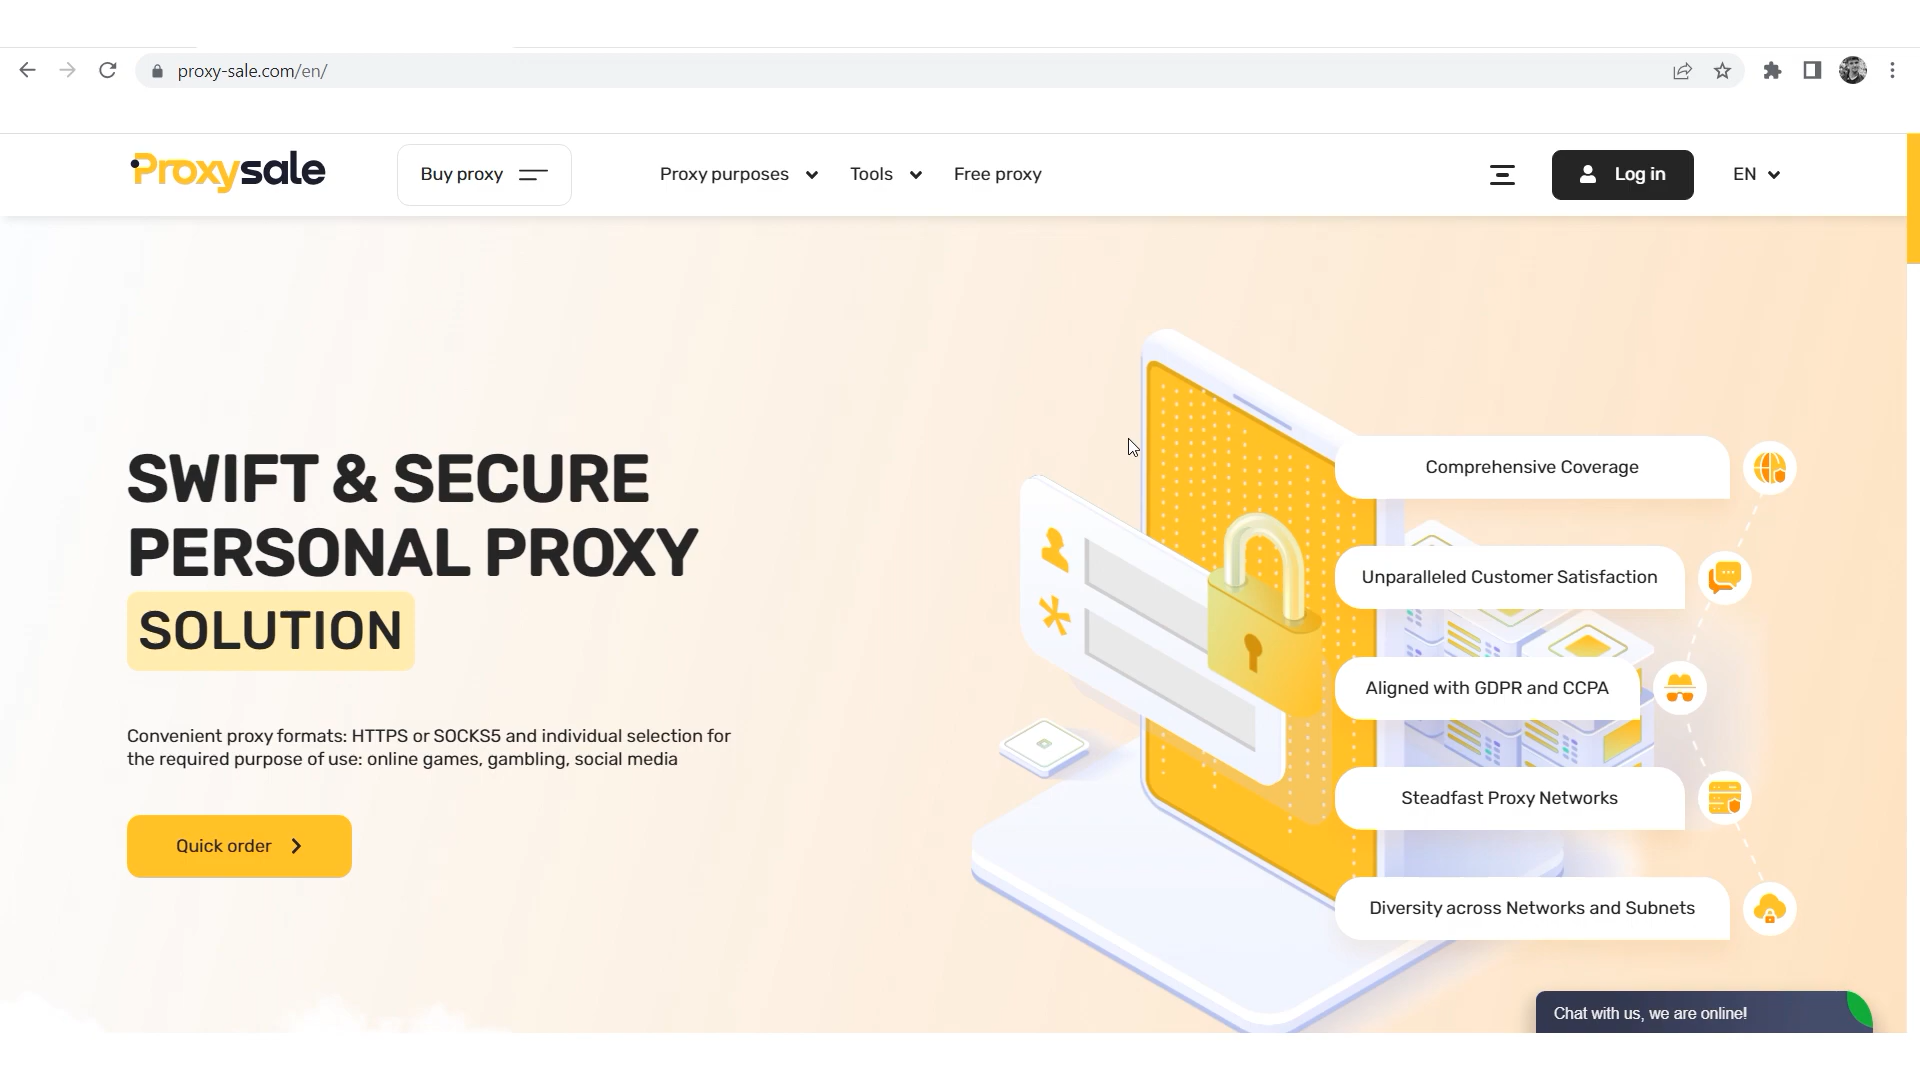 proxy-sale.com/en/
Proxysale
Buy proxy
Proxy purposes
Tools
Free proxy
Log in
EN
SWIFT & SECURE
PERSONAL PROXY
SOLUTION
Convenient proxy formats: HTTPS or SOCKS5 and individual selection for
the required purpose of use: online games, gambling, social media
Quick order
Comprehensive Coverage
Unparalleled Customer Satisfaction
Aligned with GDPR and CCPA
Steadfast Proxy Networks
Diversity across Networks and Subnets
Chat with us, we are online!